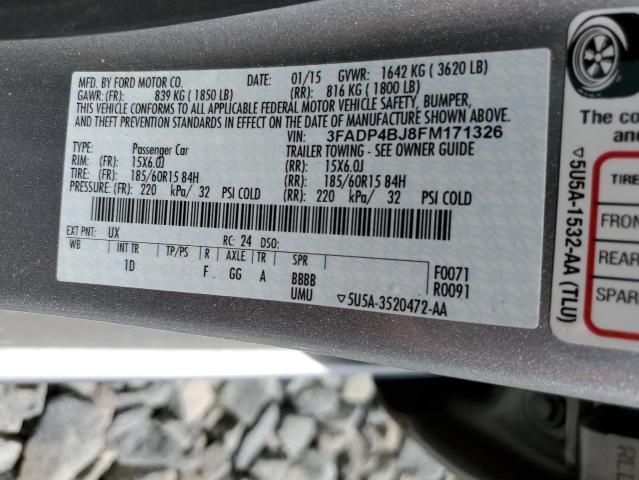 MFD. BY FORD MOTOR CO. DATE: 01/15 GVWR: 1642 KG ( 3620 LB)
GAWR: (FR): 839 KG ( 1850 LB) (RR): 816 KG ( 1800 LB)
THIS VEHICLE CONFORMS TO ALL APPLICABLE FEDERAL MOTOR VEHICLE SAFETY, BUMPER,
AND THEFT PREVENTION STANDARDS IN EFFECT ON THE DATE OF MANUFACTURE SHOWN ABOVE.
VIN: 3FADP4BJ8FM171326
TYPE: Passenger Car TRAILER TOWING - SEE OWNER GUIDE
RIM: (FR): 15X6.0J (RR): 15X6.0J
TIRE: (FR): 185/60R15 84H (RR): 185/60R15 84H
PRESSURE: (FR): 220 kPa/ 32 PSI COLD (RR): 220 kPa/ 32 PSI COLD
EXT PNT: UX RC: 24 DSO:
WB INT TR TP/PS R AXLE TR SPR
1D F GG A BBBB F0071
UMU R0091
▽5U5A-3520472-AA
▽5U5A-1532-AA (TLU)
The co
TIRE
FRON
REAR
SPAR